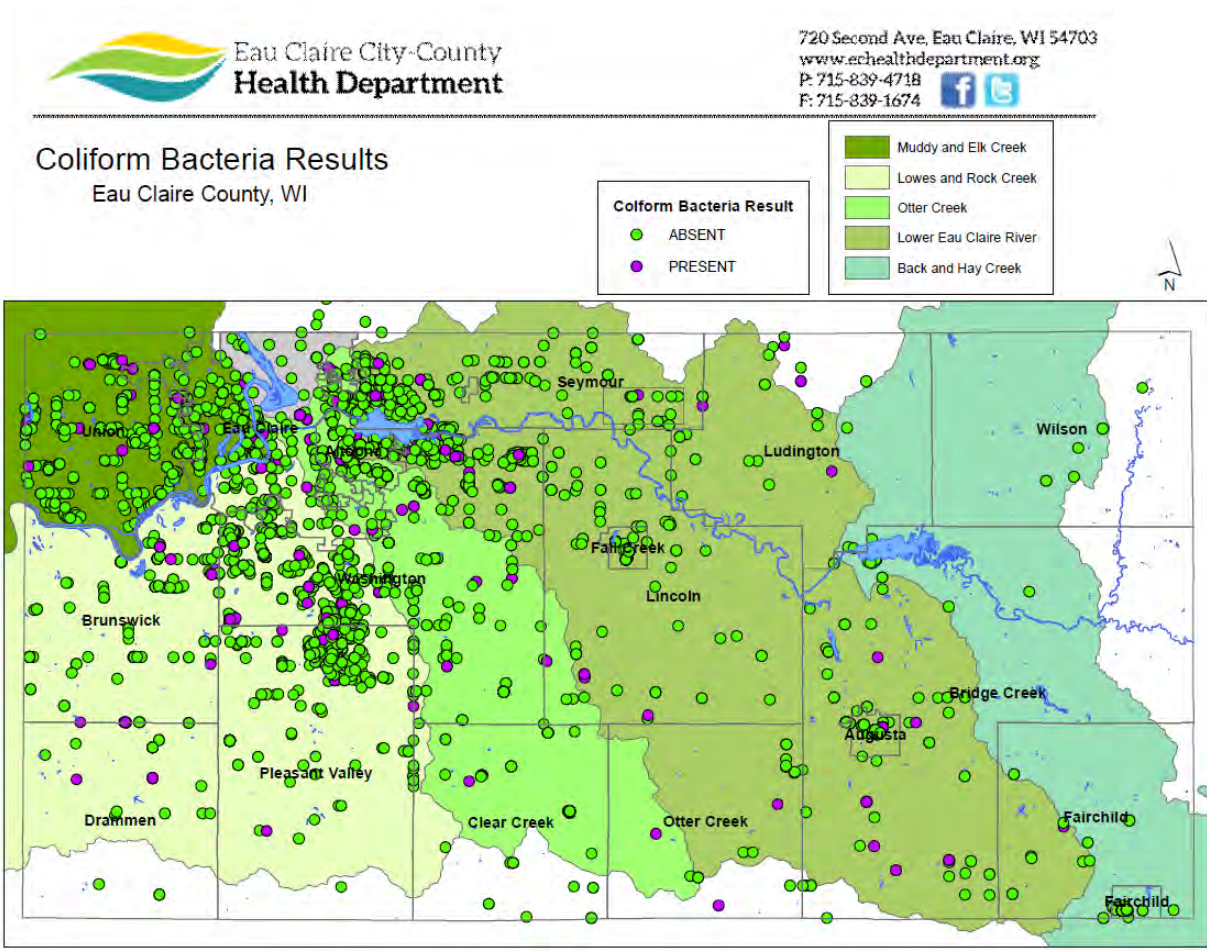 Eau Claire City-County
Health Department
720 Second Ave, Eau Claire, WI 54703
www.echealthdepartment.org
P: 715-839-4718
F: 715-839-1674
Coliform Bacteria Results
Eau Claire County, WI
Colform Bacteria Result
ABSENT
PRESENT
Muddy and Elk Creek
Lowes and Rock Creek
Otter Creek
Lower Eau Claire River
Back and Hay Creek
N
Seymour
Union
Eau Claire
Altoona
Ludington
Wilson
Fall Creek
Washington
Lincoln
Brunswick
Bridge Creek
Augusta
Pleasant Valley
Drammen
Clear Creek
Otter Creek
Fairchild
Fairchild